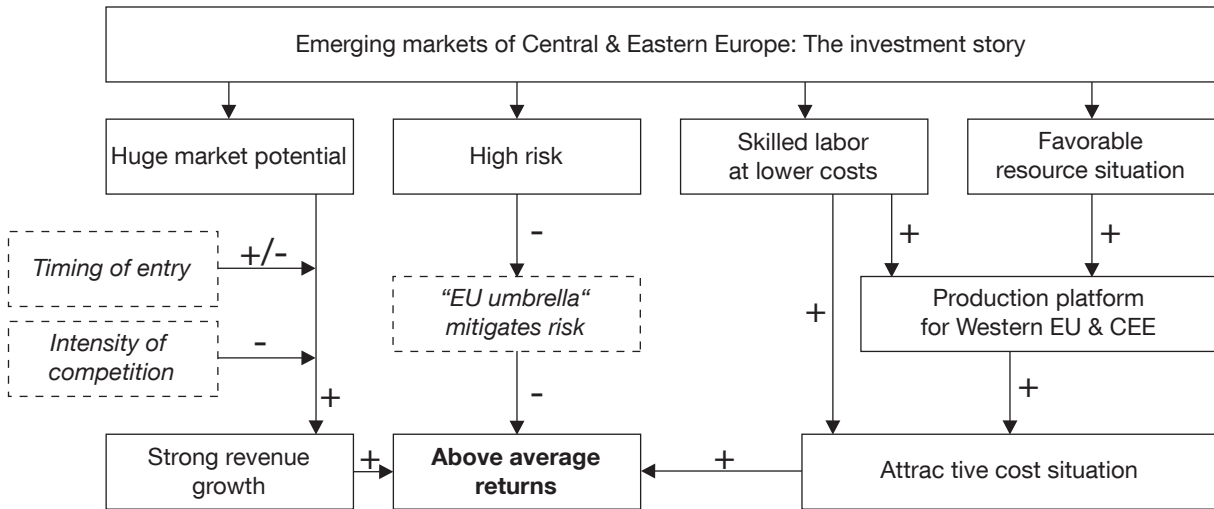 Emerging markets of Central & Eastern Europe: The investment story
Huge market potential
High risk
Skilled labor
at lower costs
Favorable
resource situation
+/-
-
+
+
Timing of entry
“EU umbrella“
mitigates risk
Production platform
for Western EU & CEE
+
-
Intensity of
competition
+
-
+
Strong revenue
growth
+
Above average
returns
+
Attrac tive cost situation